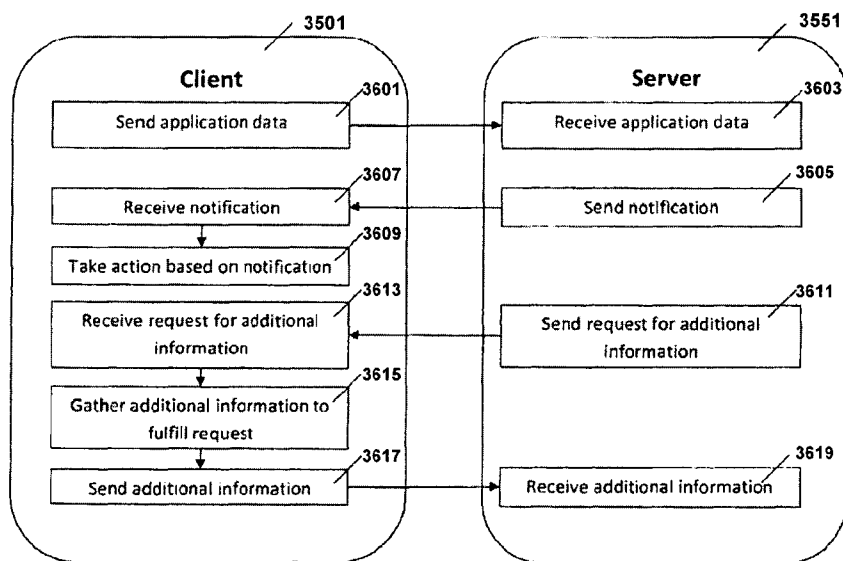 3501
3551
Client
Server
3601
3603
Send application data
Receive application data
3607
3605
Receive notification
Send notification
3609
Take action based on notification
3613
3611
Receive request for additional
information
Send request for additional
information
3615
Gather additional information to
fulfill request
3617
3619
Send additional information
Receive additional information